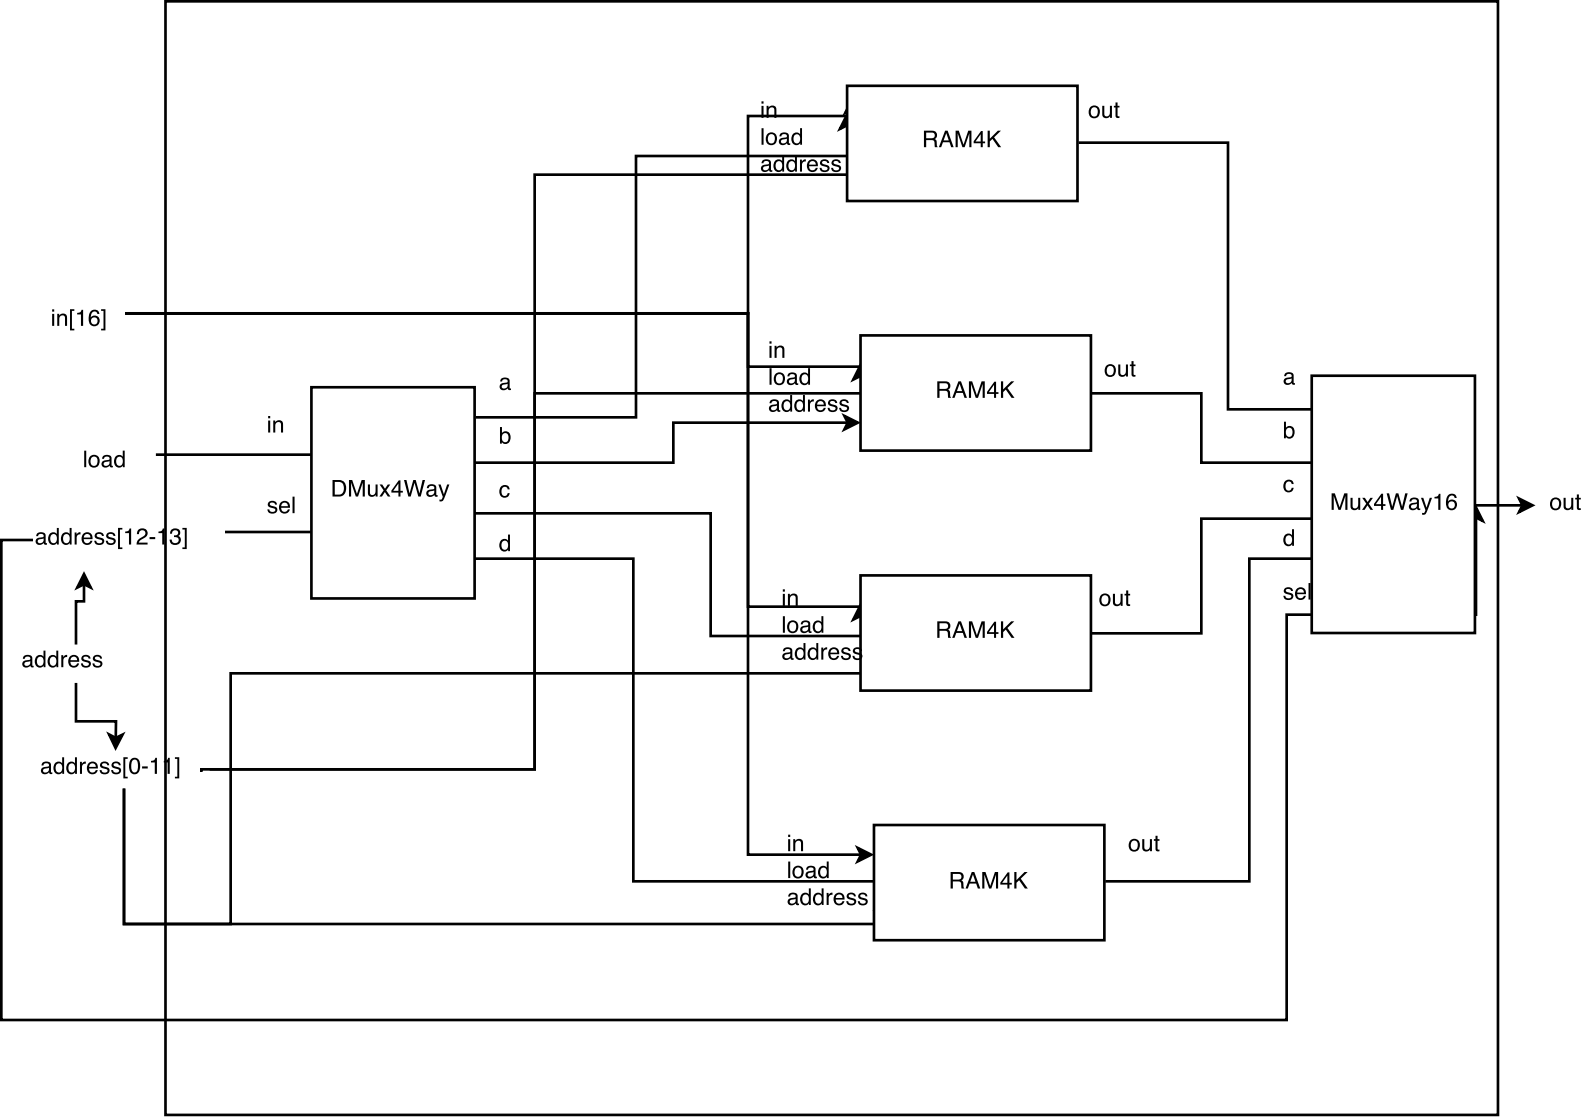 in
load
address
RAM4K
out
in[16]
in
load
address
RAM4K
out
a
b
c
d
in
load
sel
address[12-13]
DMux4Way
a
b
c
d
sel
Mux4Way16
out
in
load
address
RAM4K
out
address
address[0-11]
in
load
address
RAM4K
out